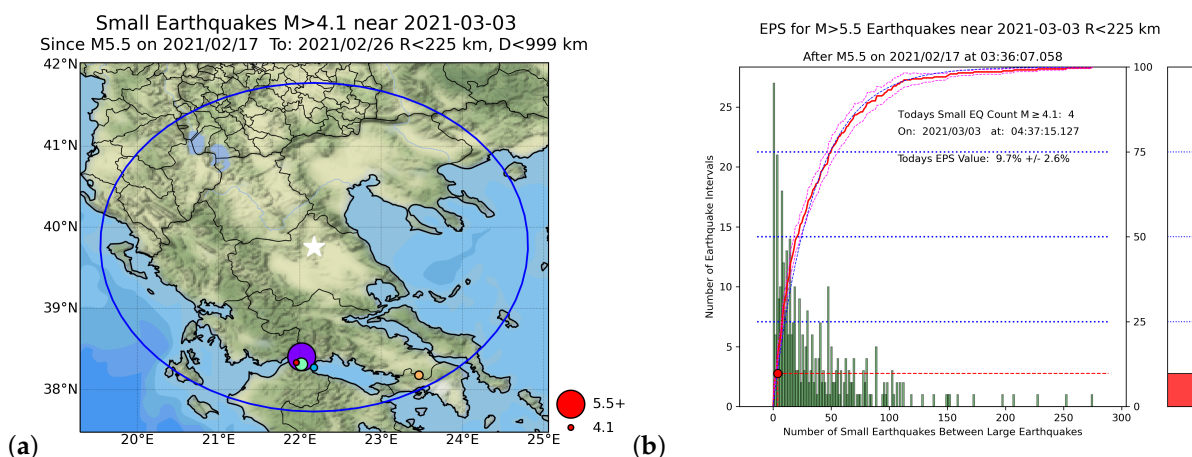 Small Earthquakes M>4.1 near 2021-03-03
Since M5.5 on 2021/02/17 To: 2021/02/26 R<225 km, D<999 km
42°N
41°N
40°N
39°N
38°N
20°E
21°E
22°E
23°E
24°E
25°E
5.5+
4.1
(a)
EPS for M>5.5 Earthquakes near 2021-03-03 R<225 km
After M5.5 on 2021/02/17 at 03:36:07.058
Todays Small EQ Count M ≥ 4.1: 4
On: 2021/03/03 at: 04:37:15.127
Todays EPS Value: 9.7% +/- 2.6%
Number of Earthquake Intervals
25
20
15
10
5
0
100
75
50
25
0
0
50
100
150
200
250
300
Number of Small Earthquakes Between Large Earthquakes
(b)